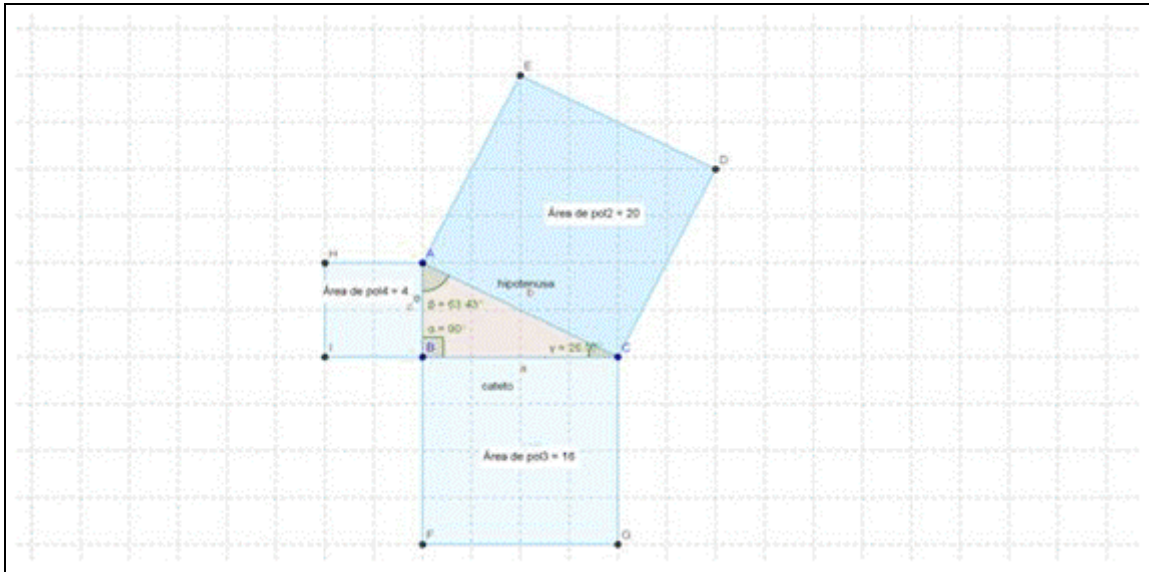 E
D
Área de pol2 = 20
H
A
hipotenusa
b
Área de pol4 = 4
c
β = 63.43°
α = 90°
I
B
C
a
cateto
Área de pol3 = 16
F
G